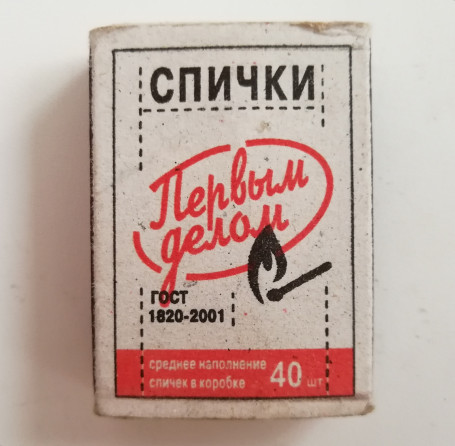 СПИЧКИ
Первым
делом
ГОСТ
1820-2001
среднее наполнение
спичек в коробке 40 шт